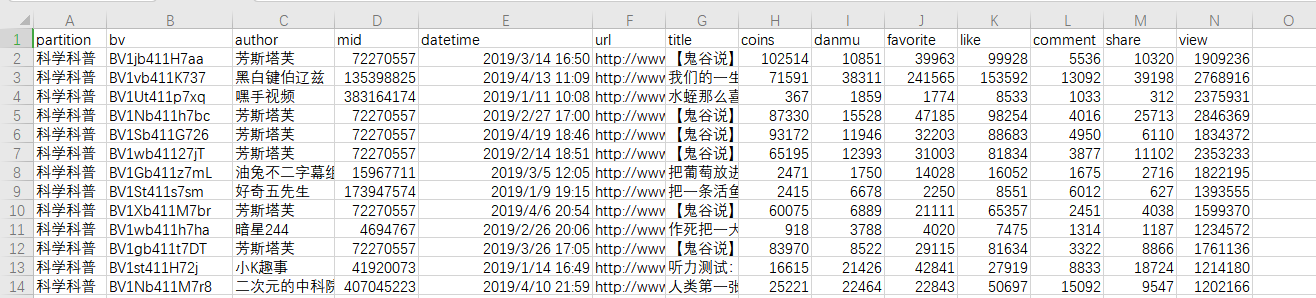 A B C D E F G H I J K L M N O
1 partition bv author mid datetime url title coins danmu favorite like comment share view
2 科学科普 BV1jb411H7aa 芳斯塔芙 72270557 2019/3/14 16:50 http://www 【鬼谷说】 102514 10851 39963 99928 5536 10320 1909236
3 科学科普 BV1vb411K737 黑白键伯辽兹 135398825 2019/4/13 11:09 http://www 我们的一生 71591 38311 241565 153592 13092 39198 2768916
4 科学科普 BV1Ut411p7xq 嘿手视频 383164174 2019/1/11 10:08 http://www 水蛭那么喜 367 1859 1774 8533 1033 312 2375931
5 科学科普 BV1Nb411h7bc 芳斯塔芙 72270557 2019/2/27 17:00 http://www 【鬼谷说】 87330 15528 47185 98254 4016 25713 2846369
6 科学科普 BV1Sb411G726 芳斯塔芙 72270557 2019/4/19 18:46 http://www 【鬼谷说】 93172 11946 32203 88683 4950 6110 1834372
7 科学科普 BV1wb41127jT 芳斯塔芙 72270557 2019/2/14 18:51 http://www 【鬼谷说】 65195 12393 31003 81834 3877 11102 2353233
8 科学科普 BV1Gb411z7mL 油兔不二字幕组 15967711 2019/3/5 12:05 http://www 把葡萄放进 2471 1750 14028 16052 1675 2716 1822195
9 科学科普 BV1St411s7sm 好奇五先生 173947574 2019/1/9 19:15 http://www 把一条活鱼 2415 6678 2250 8551 6012 627 1393555
10 科学科普 BV1Xb411M7br 芳斯塔芙 72270557 2019/4/6 20:54 http://www 【鬼谷说】 60075 6889 21111 65357 2451 4038 1599370
11 科学科普 BV1wb411h7ha 暗星244 4694767 2019/2/26 20:06 http://www 作死把一大 918 3788 4020 7475 1314 1187 1234572
12 科学科普 BV1gb411t7DT 芳斯塔芙 72270557 2019/3/26 17:05 http://www 【鬼谷说】 83970 8522 29115 81634 3322 8866 1761136
13 科学科普 BV1st411H72j 小K趣事 41920073 2019/1/14 16:49 http://www 听力测试： 16615 21426 42841 27919 8833 18724 1214180
14 科学科普 BV1Nb411M7r8 二次元的中科院 407045223 2019/4/10 21:59 http://www 人类第一张 25221 22464 22843 50697 15092 9547 1202166